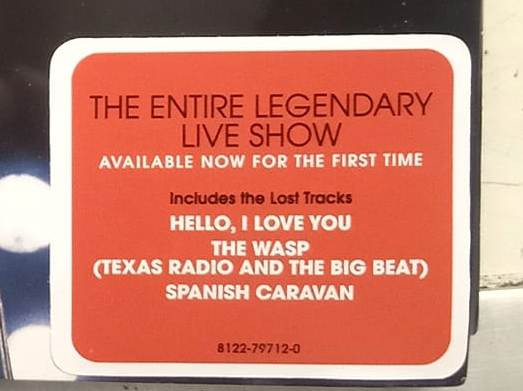 THE ENTIRE LEGENDARY
LIVE SHOW
AVAILABLE NOW FOR THE FIRST TIME
Includes the Lost Tracks
HELLO, I LOVE YOU
THE WASP
(TEXAS RADIO AND THE BIG BEAT)
SPANISH CARAVAN
8122-79712-0